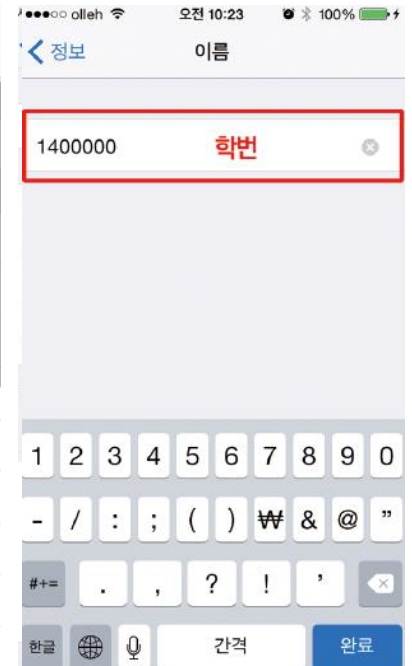 olleh 오전 10:23 100%
정보 이름
1400000 학번
1 2 3 4 5 6 7 8 9 0
- / : ; ( ) ₩ & @ "
#+= . , ? ! ’
한글 간격 완료